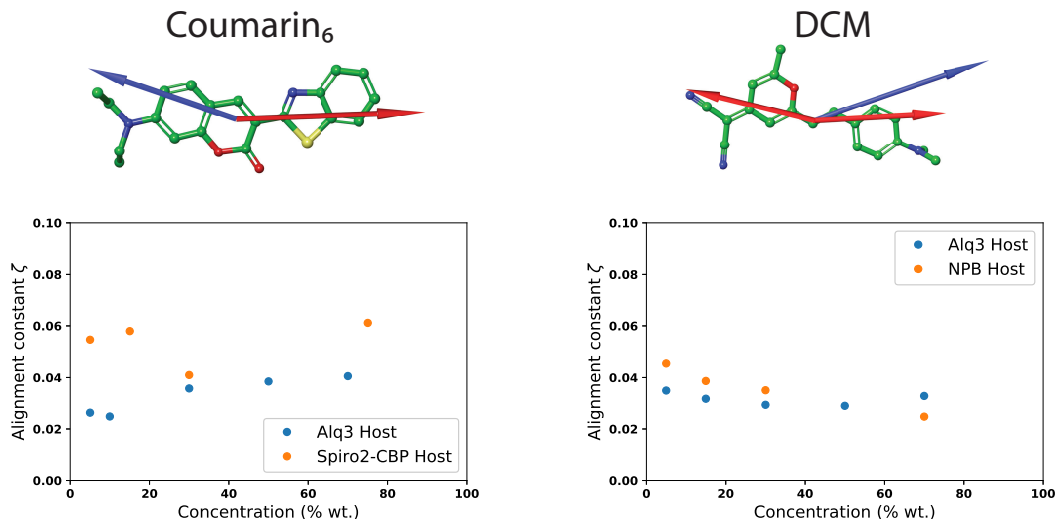 Coumarin₆
DCM
0.10
0.08
0.06
0.04
0.02
0.00
Alignment constant ζ
0
20
40
60
80
100
Concentration (% wt.)
Alq3 Host
Spiro2-CBP Host
0.10
0.08
0.06
0.04
0.02
0.00
Alignment constant ζ
0
20
40
60
80
100
Concentration (% wt.)
Alq3 Host
NPB Host